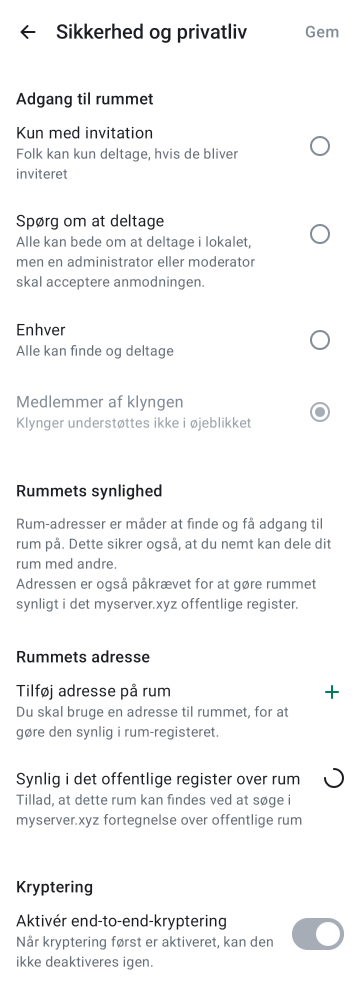 Sikkerhed og privatliv
Gem
Adgang til rummet
Kun med invitation
Folk kan kun deltage, hvis de bliver
inviteret
Spørg om at deltage
Alle kan bede om at deltage i lokalet,
men en administrator eller moderator
skal acceptere anmodningen.
Enhver
Alle kan finde og deltage
Medlemmer af klyngen
Klynger understøttes ikke i øjeblikket
Rummets synlighed
Rum-adresser er måder at finde og få adgang til
rum på. Dette sikrer også, at du nemt kan dele dit
rum med andre.
Adressen er også påkrævet for at gøre rummet
synligt i det myserver.xyz offentlige register.
Rummets adresse
Tilføj adresse på rum
Du skal bruge en adresse til rummet, for at
gøre den synlig i rum-registeret.
Synlig i det offentlige register over rum
Tillad, at dette rum kan findes ved at søge i
myserver.xyz fortegnelse over offentlige rum
Kryptering
Aktivér end-to-end-kryptering
Når kryptering først er aktiveret, kan den
ikke deaktiveres igen.